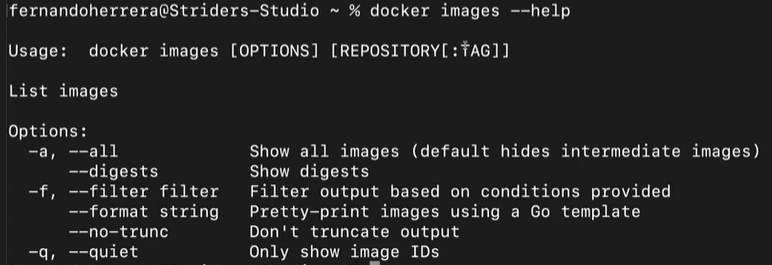 fernandoherrera@Striders-Studio ~ % docker images --help
Usage:  docker images [OPTIONS] [REPOSITORY[:TAG]]
List images
Options:
  -a, --all             Show all images (default hides intermediate images)
      --digests         Show digests
  -f, --filter filter   Filter output based on conditions provided
      --format string   Pretty-print images using a Go template
      --no-trunc        Don't truncate output
  -q, --quiet           Only show image IDs